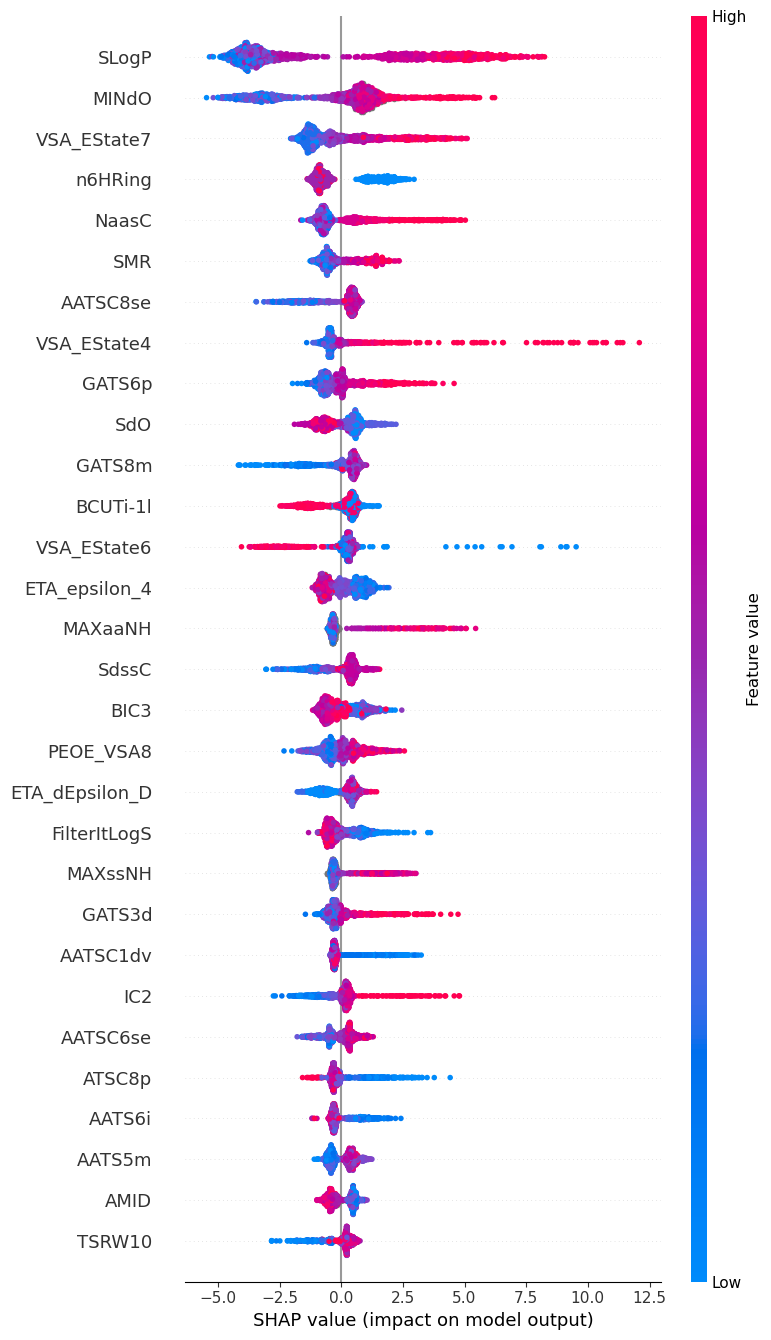 High
SLogP
MINdO
VSA_EState7
n6HRing
NaasC
SMR
AATSC8se
VSA_EState4
GATS6p
SdO
GATS8m
BCUTi-1l
VSA_EState6
ETA_epsilon_4
MAXaaNH
SdssC
BIC3
PEOE_VSA8
ETA_dEpsilon_D
FilterItLogS
MAXssNH
GATS3d
AATSC1dv
IC2
AATSC6se
ATSC8p
AATS6i
AATS5m
AMID
TSRW10
Feature value
Low
−5.0 −2.5 0.0 2.5 5.0 7.5 10.0 12.5
SHAP value (impact on model output)